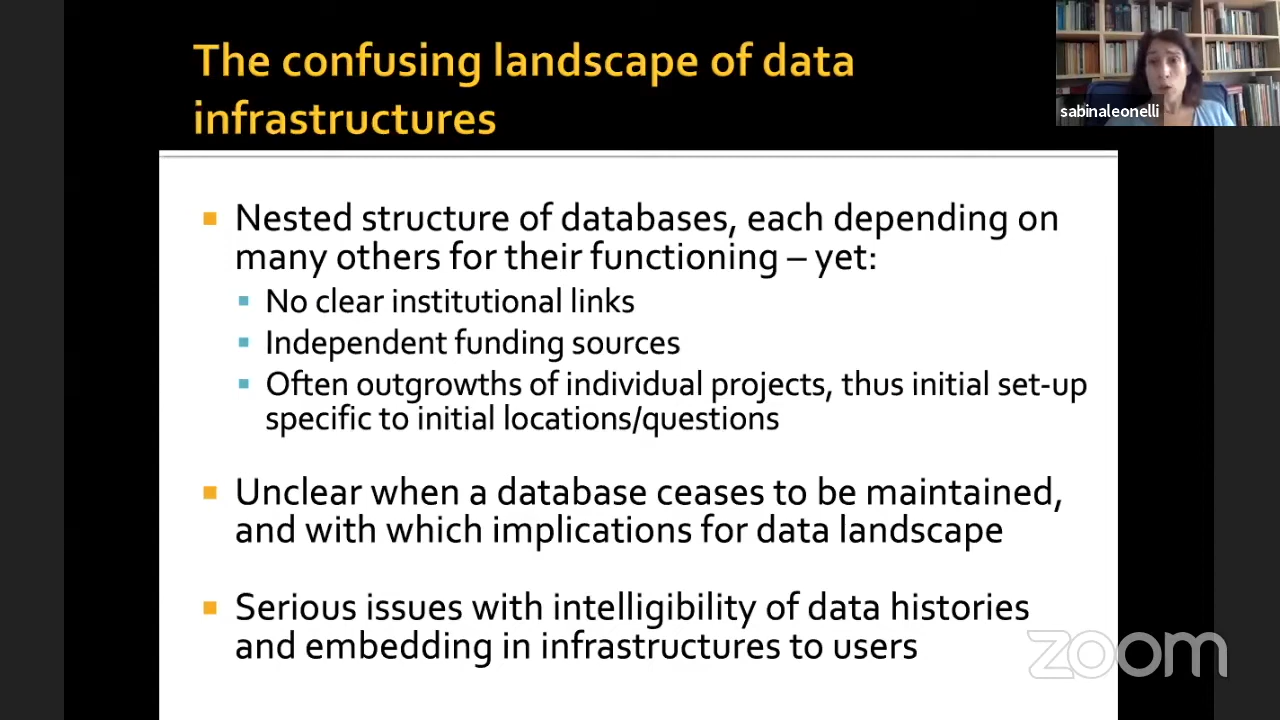 The confusing landscape of data
infrastructures
sabinaleonelli
Nested structure of databases, each depending on
many others for their functioning – yet:
No clear institutional links
Independent funding sources
Often outgrowths of individual projects, thus initial set-up
specific to initial locations/questions
Unclear when a database ceases to be maintained,
and with which implications for data landscape
Serious issues with intelligibility of data histories
and embedding in infrastructures to users
zoom